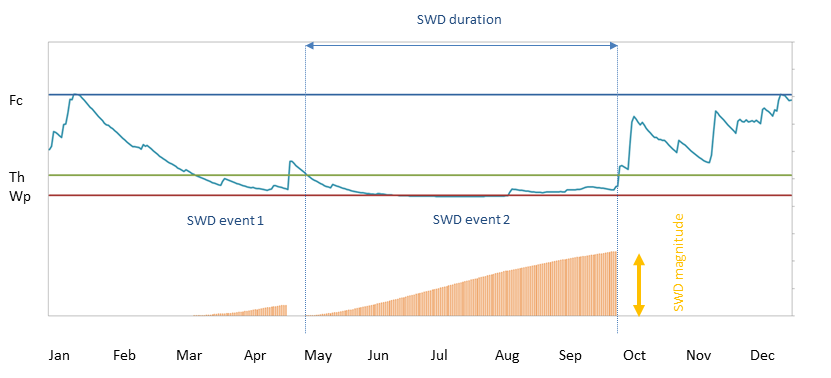 SWD duration
Fc
Th
Wp
SWD event 1
SWD event 2
SWD magnitude
Jan Feb Mar Apr May Jun Jul Aug Sep Oct Nov Dec